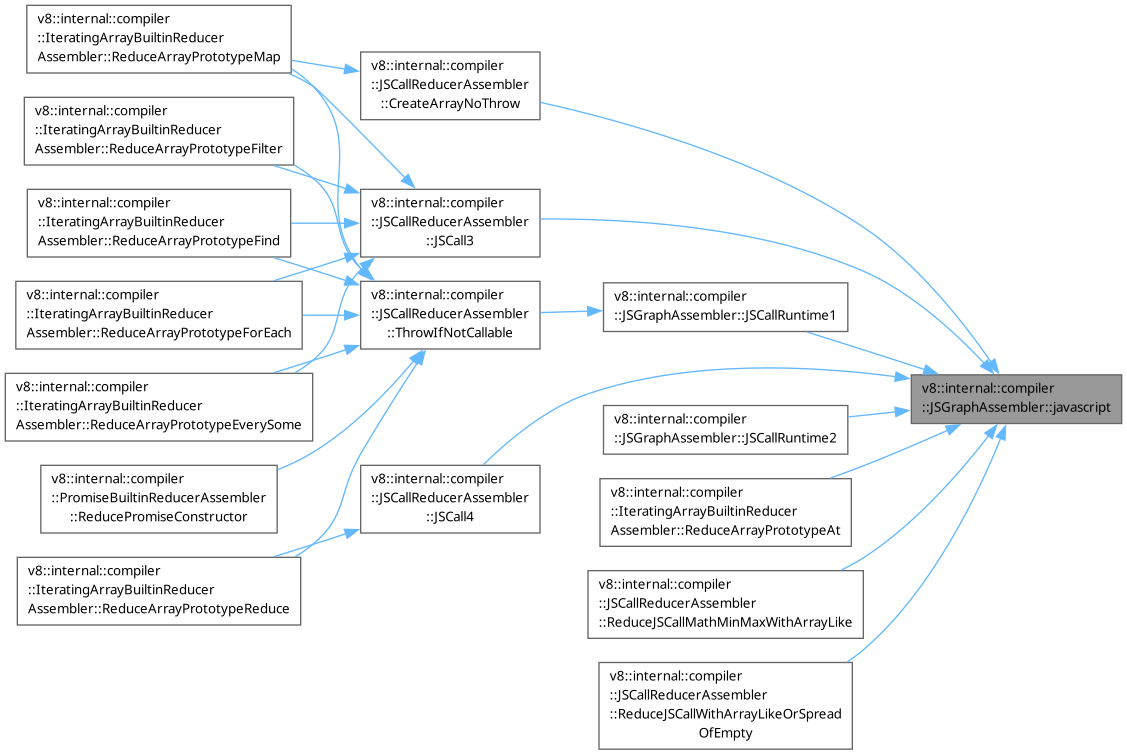 v8::internal::compiler
::IteratingArrayBuiltinReducer
Assembler::ReduceArrayPrototypeMap
v8::internal::compiler
::IteratingArrayBuiltinReducer
Assembler::ReduceArrayPrototypeFilter
v8::internal::compiler
::IteratingArrayBuiltinReducer
Assembler::ReduceArrayPrototypeFind
v8::internal::compiler
::IteratingArrayBuiltinReducer
Assembler::ReduceArrayPrototypeForEach
v8::internal::compiler
::IteratingArrayBuiltinReducer
Assembler::ReduceArrayPrototypeEverySome
v8::internal::compiler
::PromiseBuiltinReducerAssembler
::ReducePromiseConstructor
v8::internal::compiler
::IteratingArrayBuiltinReducer
Assembler::ReduceArrayPrototypeReduce
v8::internal::compiler
::JSCallReducerAssembler
::CreateArrayNoThrow
v8::internal::compiler
::JSCallReducerAssembler
::JSCall3
v8::internal::compiler
::JSCallReducerAssembler
::ThrowIfNotCallable
v8::internal::compiler
::JSCallReducerAssembler
::JSCall4
v8::internal::compiler
::JSGraphAssembler::JSCallRuntime1
v8::internal::compiler
::JSGraphAssembler::JSCallRuntime2
v8::internal::compiler
::IteratingArrayBuiltinReducer
Assembler::ReduceArrayPrototypeAt
v8::internal::compiler
::JSCallReducerAssembler
::ReduceJSCallMathMinMaxWithArrayLike
v8::internal::compiler
::JSCallReducerAssembler
::ReduceJSCallWithArrayLikeOrSpread
OfEmpty
v8::internal::compiler
::JSGraphAssembler::javascript